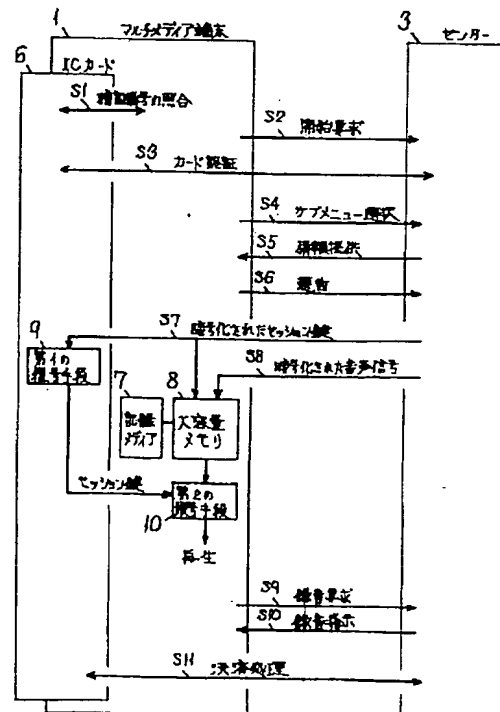 1
3
マルチメディア端末
センター
6
ICカード
S1
暗証番号の照合
S2
開始要求
S3
カード認証
S4
サブメニュー選択
S5
情報提供
S6
S7
暗号化されたセッション鍵
9
第1の
復号手段
S8
暗号化された音声信号
7
記録
メディア
8
大容量
メモリ
セッション鍵
第2の
復号手段
10
再生
S9
録音要求
S10
録音指示
S11
決済処理